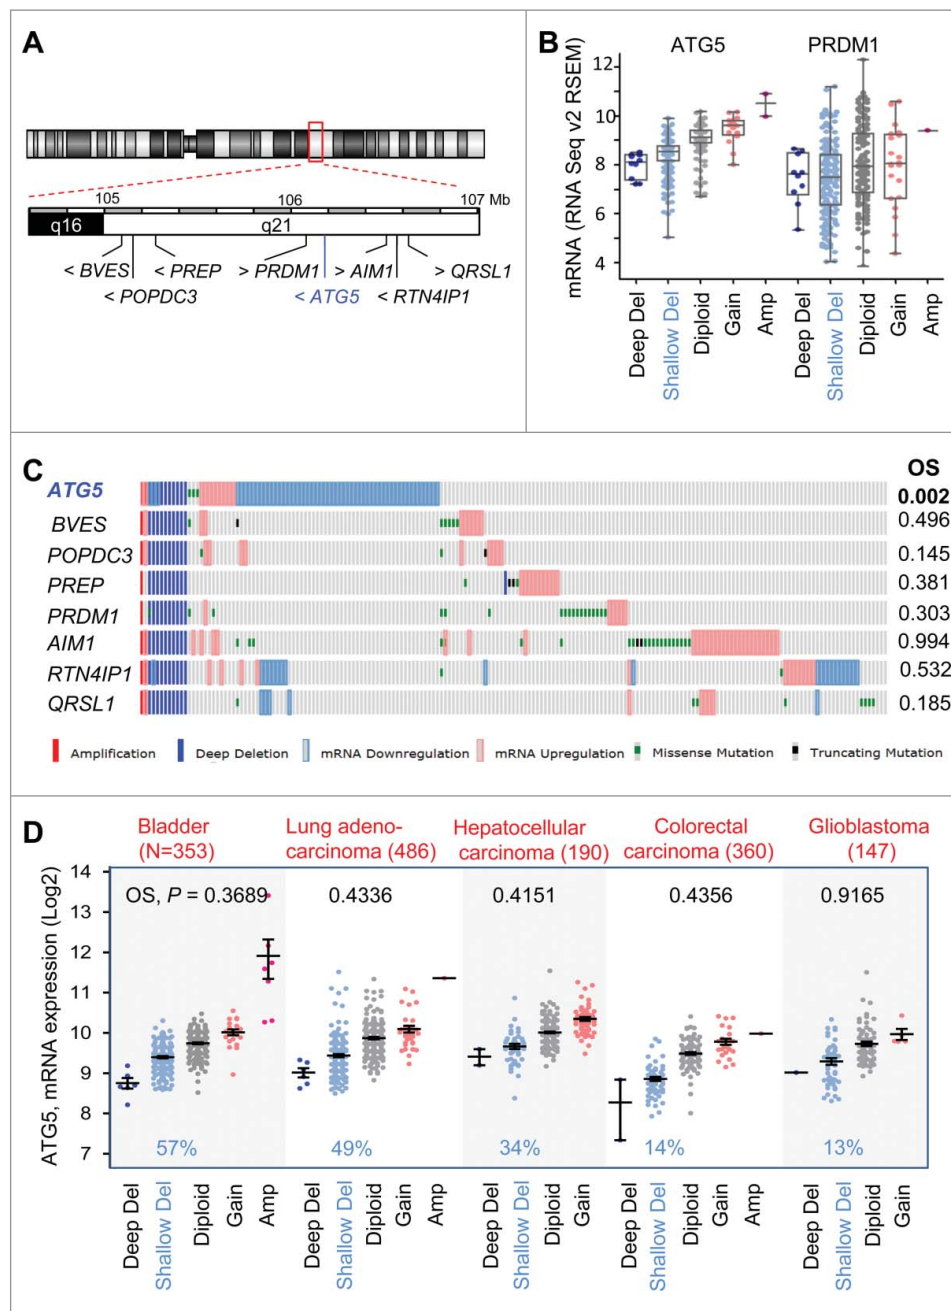 A
105
106
107 Mb
q16
q21
< BVES
< PREP
> PRDM1
> AIM1
> QRSL1
< POPDC3
< ATG5
< RTN4IP1
B
ATG5
PRDM1
mRNA (RNA Seq v2 RSEM)
12
10
8
6
4
Deep Del
Shallow Del
Diploid
Gain
Amp
Deep Del
Shallow Del
Diploid
Gain
Amp
C
OS
ATG5
0.002
BVES
0.496
POPDC3
0.145
PREP
0.381
PRDM1
0.303
AIM1
0.994
RTN4IP1
0.532
QRSL1
0.185
Amplification
Deep Deletion
mRNA Downregulation
mRNA Upregulation
Missense Mutation
Truncating Mutation
D
Bladder
(N=353)
Lung adeno-
carcinoma (486)
Hepatocellular
carcinoma (190)
Colorectal
carcinoma (360)
Glioblastoma
(147)
ATG5, mRNA expression (Log2)
14
13
12
11
10
9
8
7
OS, P = 0.3689
0.4336
0.4151
0.4356
0.9165
57%
49%
34%
14%
13%
Deep Del
Shallow Del
Diploid
Gain
Amp
Deep Del
Shallow Del
Diploid
Gain
Amp
Deep Del
Shallow Del
Diploid
Gain
Deep Del
Shallow Del
Diploid
Gain
Amp
Deep Del
Shallow Del
Diploid
Gain